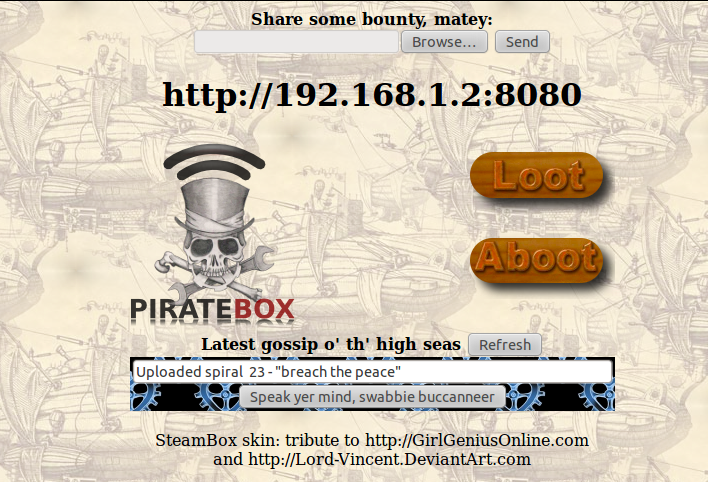 Share some bounty, matey:
Browse... Send
http://192.168.1.2:8080
Loot
Aboot
PIRATEBOX
Latest gossip o' th' high seas Refresh
Uploaded spiral 23 - "breach the peace"
Speak yer mind, swabbie buccanneer
SteamBox skin: tribute to http://GirlGeniusOnline.com
and http://Lord-Vincent.DeviantArt.com